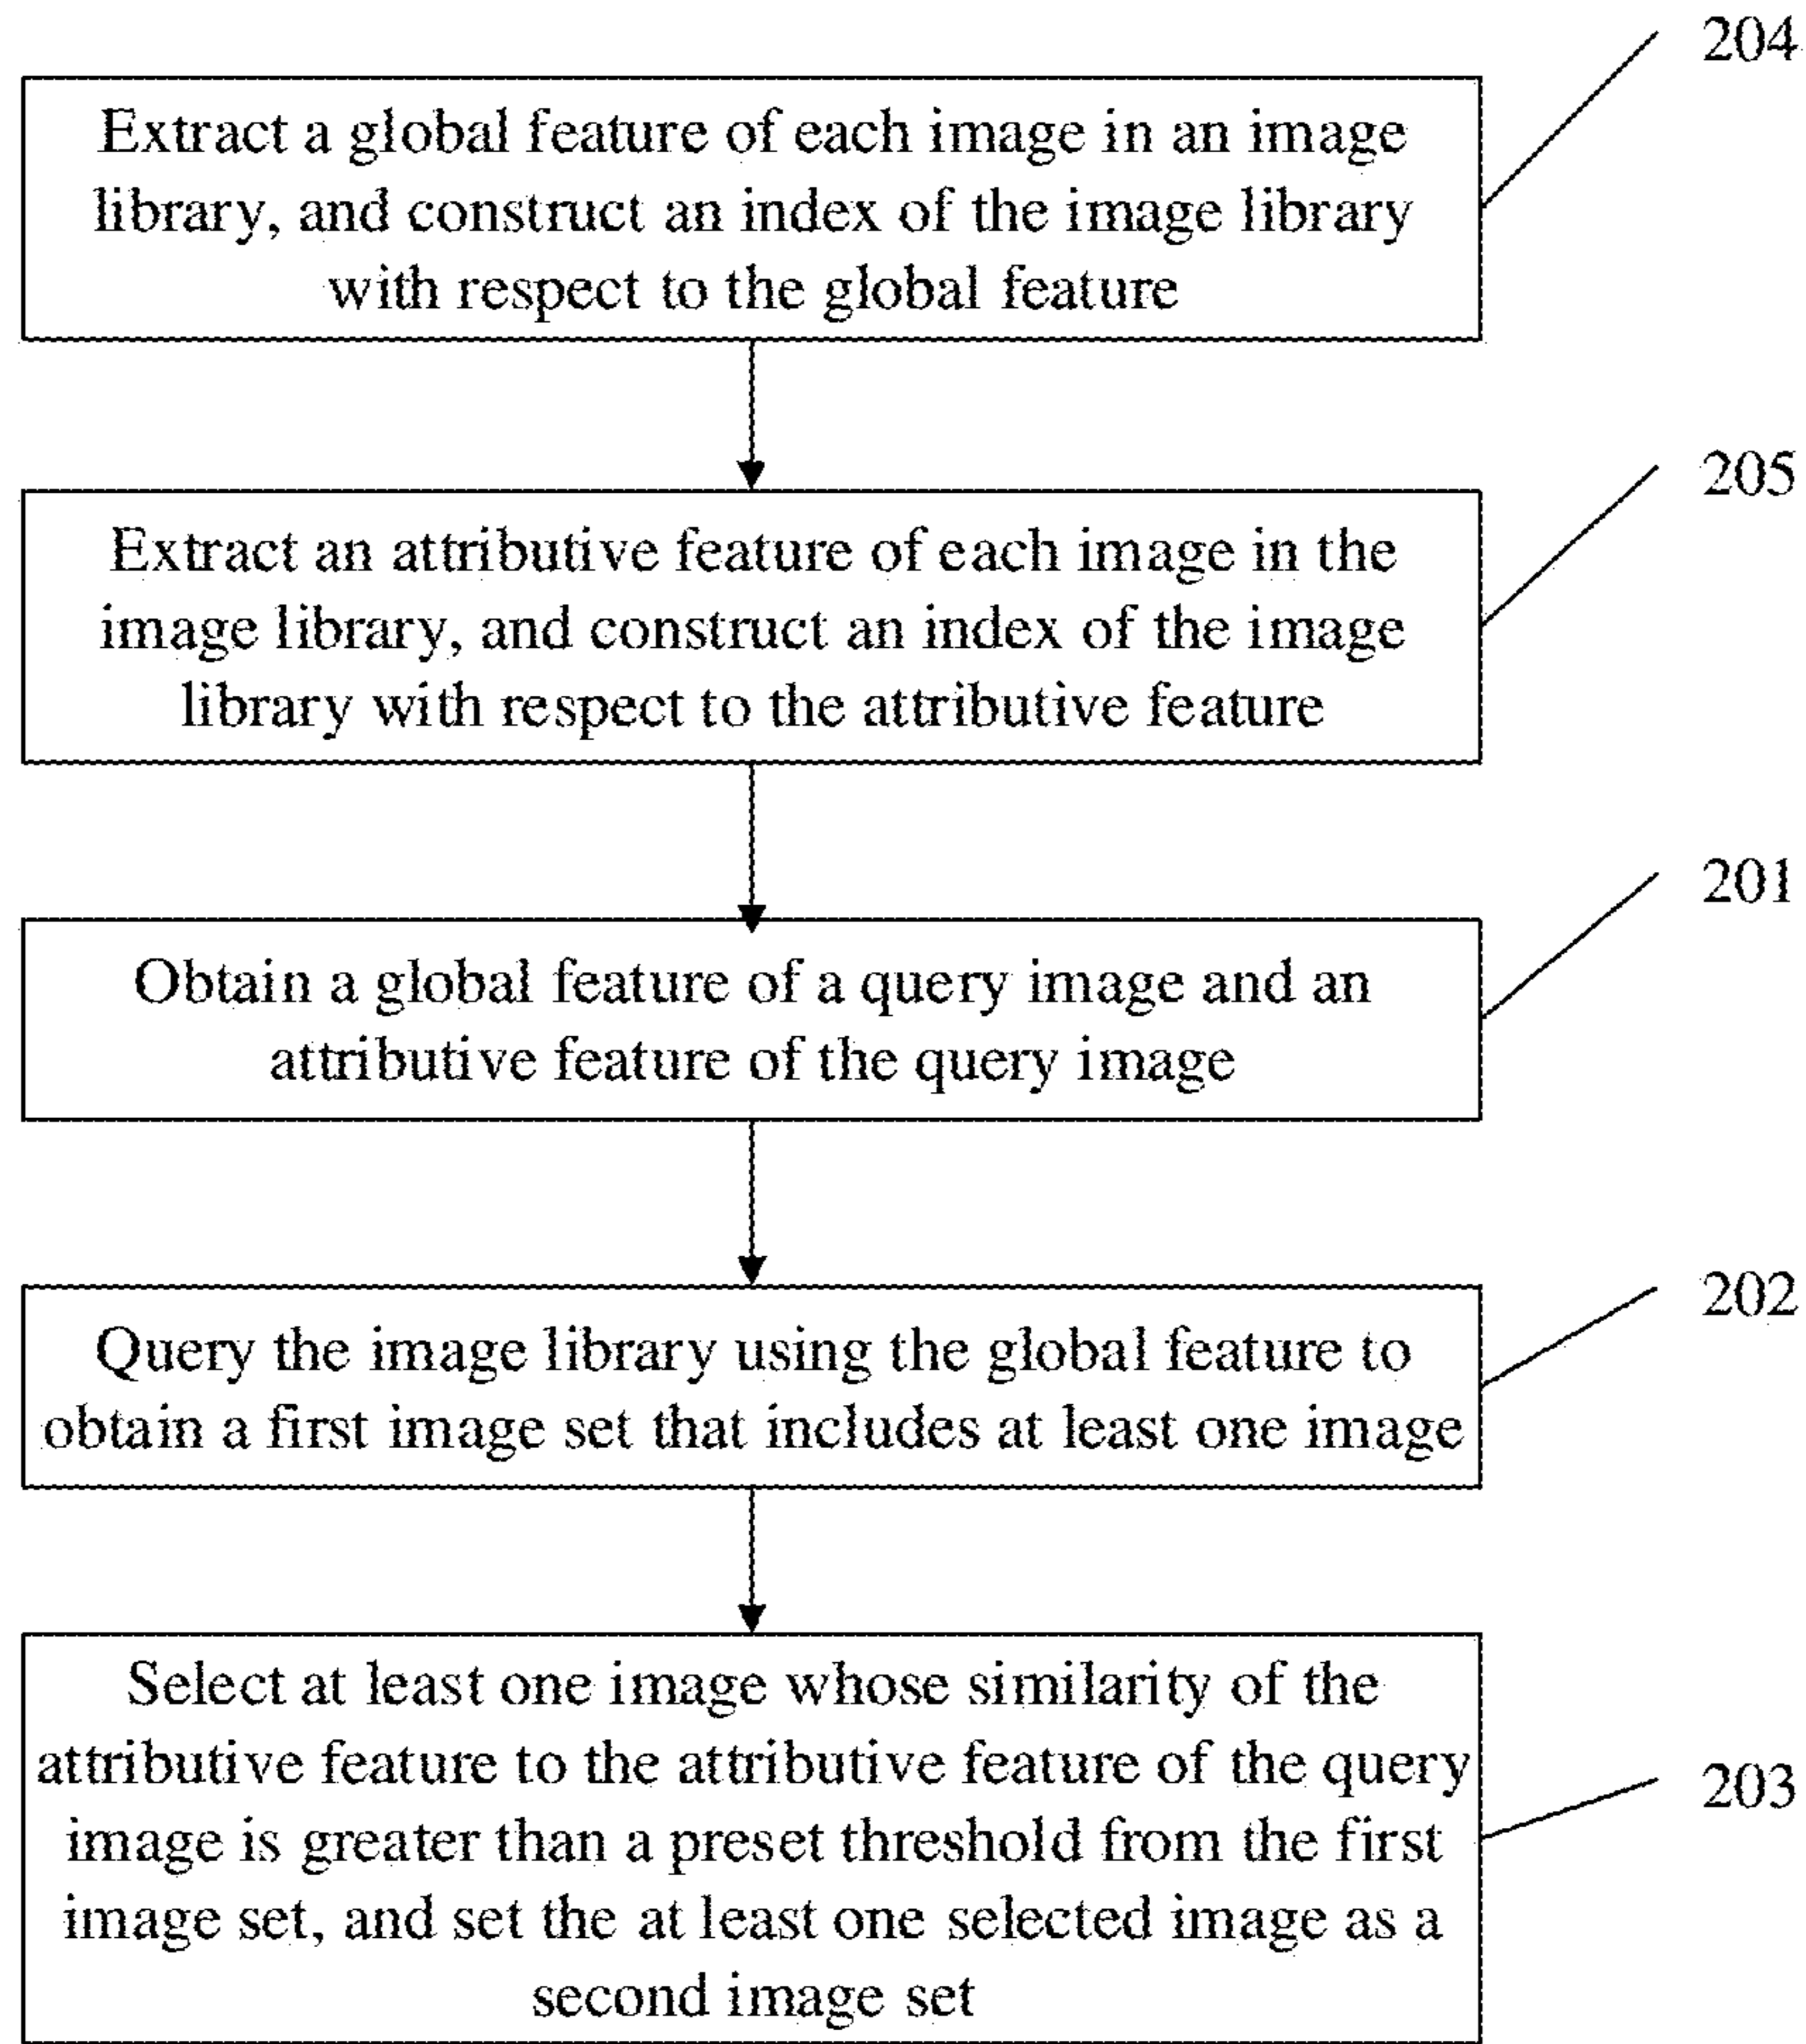 204
Extract a global feature of each image in an image
library, and construct an index of the image library
with respect to the global feature
205
Extract an attributive feature of each image in the
image library, and construct an index of the image
library with respect to the attributive feature
201
Obtain a global feature of a query image and an
attributive feature of the query image
202
Query the image library using the global feature to
obtain a first image set that includes at least one image
Select at least one image whose similarity of the
attributive feature to the attributive feature of the query
203
image is greater than a preset threshold from the first
image set, and set the at least one selected image as a
second image set